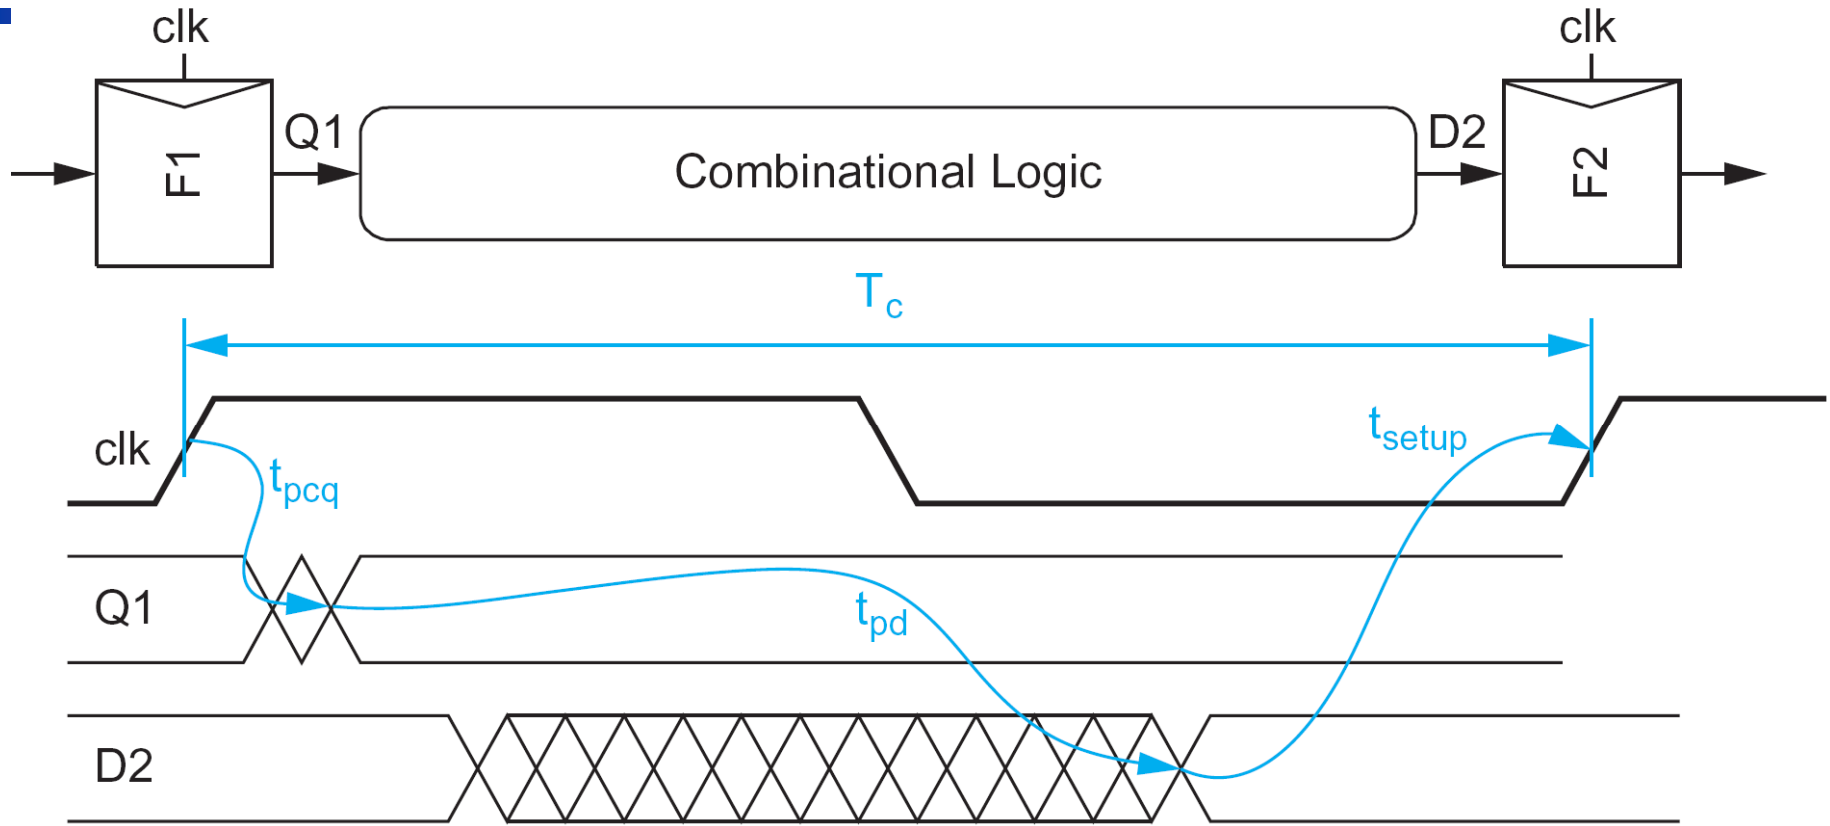 clk clk
F1 Q1 Combinational Logic D2 F2
Tc
clk tpcq tsetup
Q1 tpd
D2